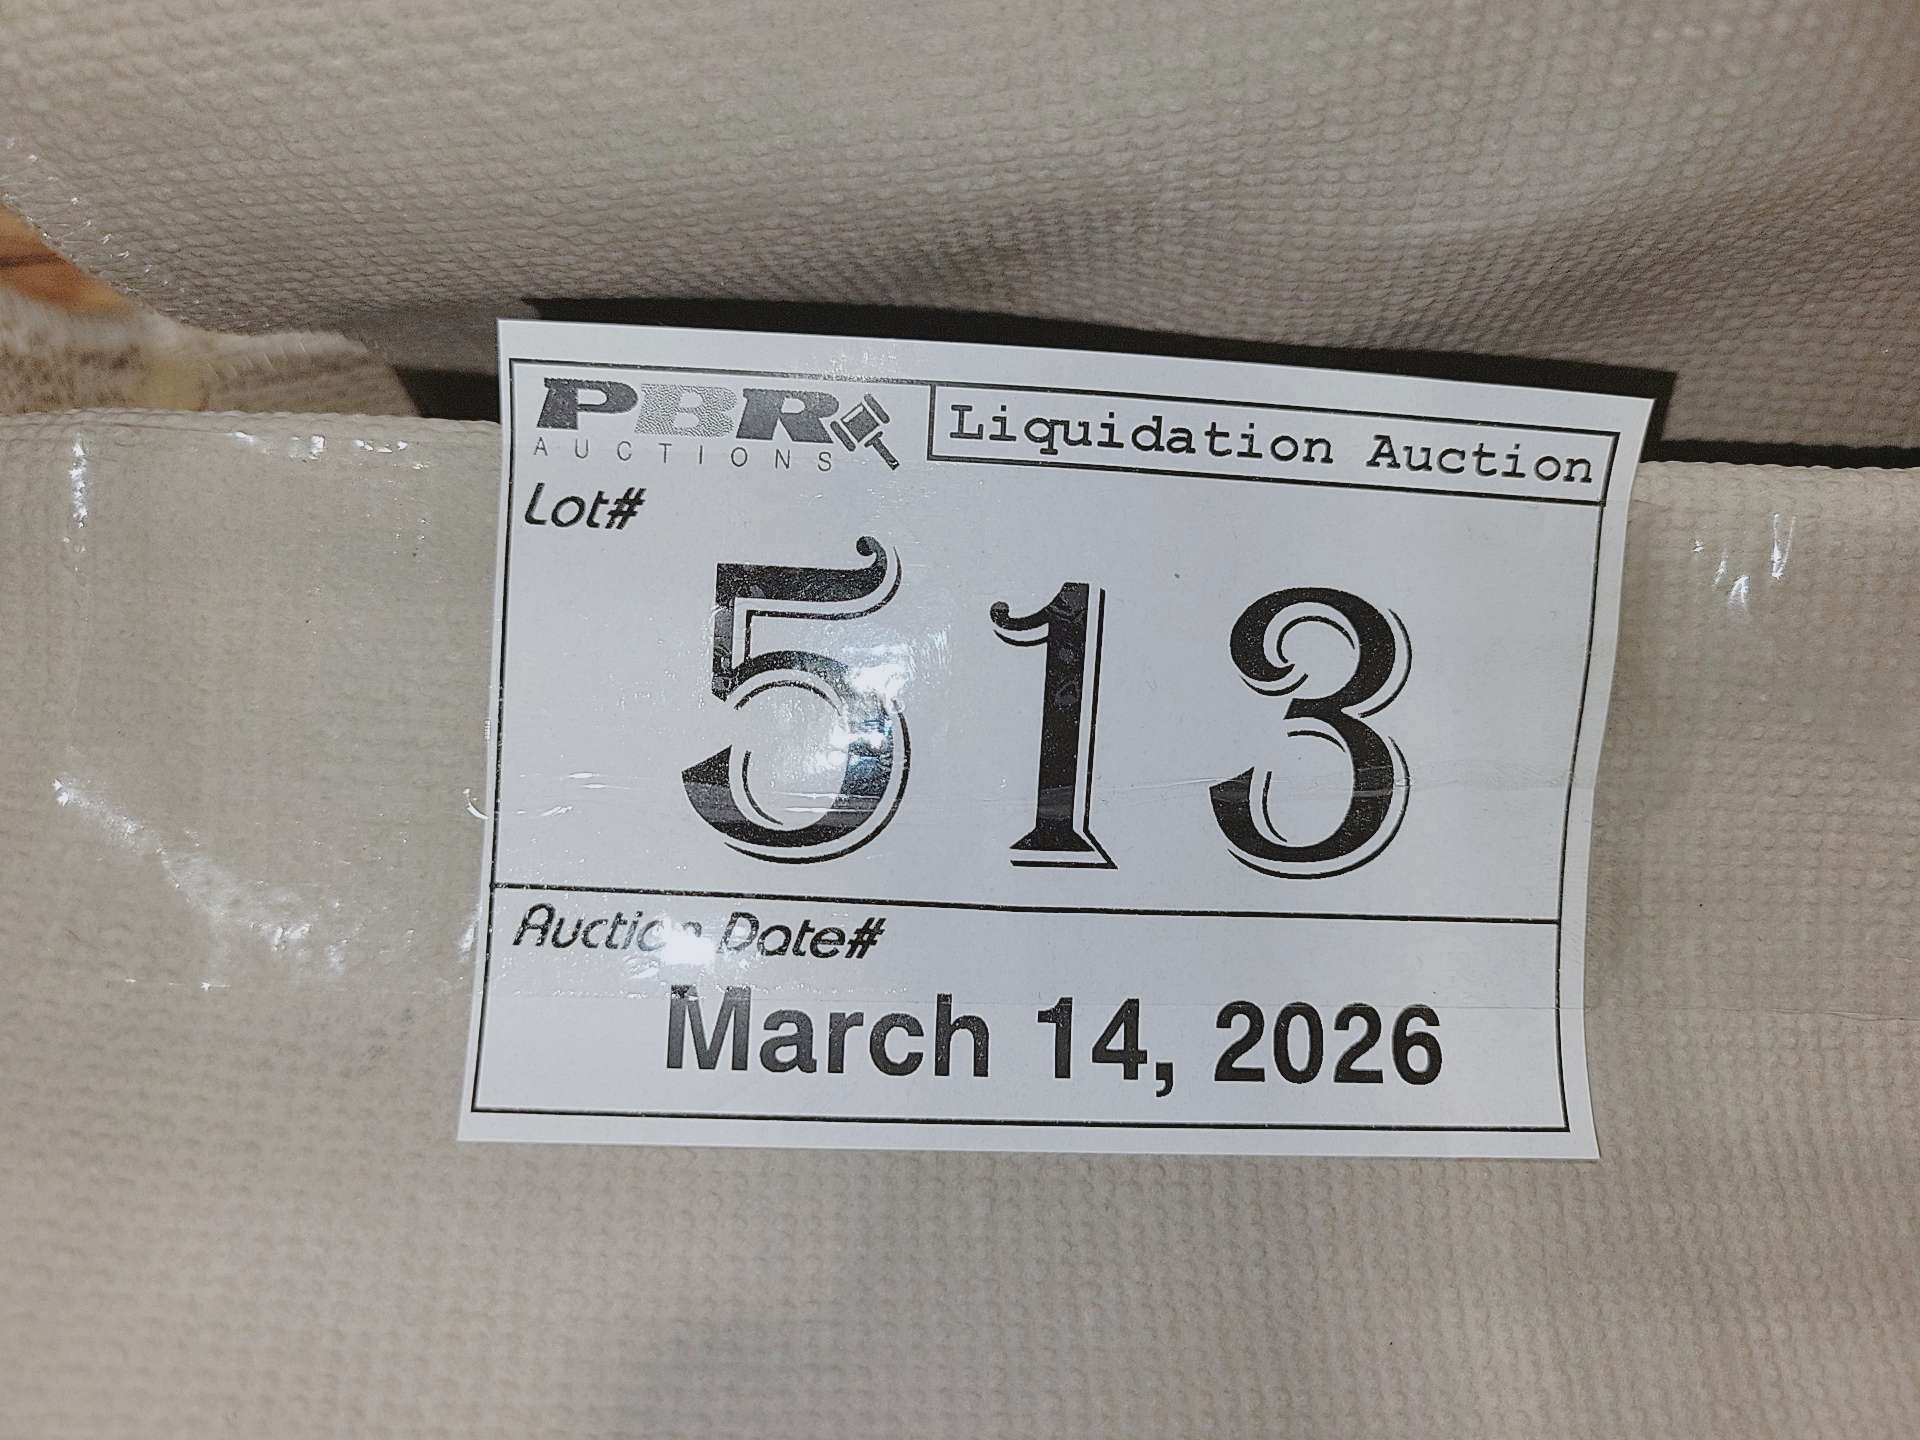 PBR
AUCTIONS
Liquidation Auction
Lot#
513
Auction Date#
March 14, 2026